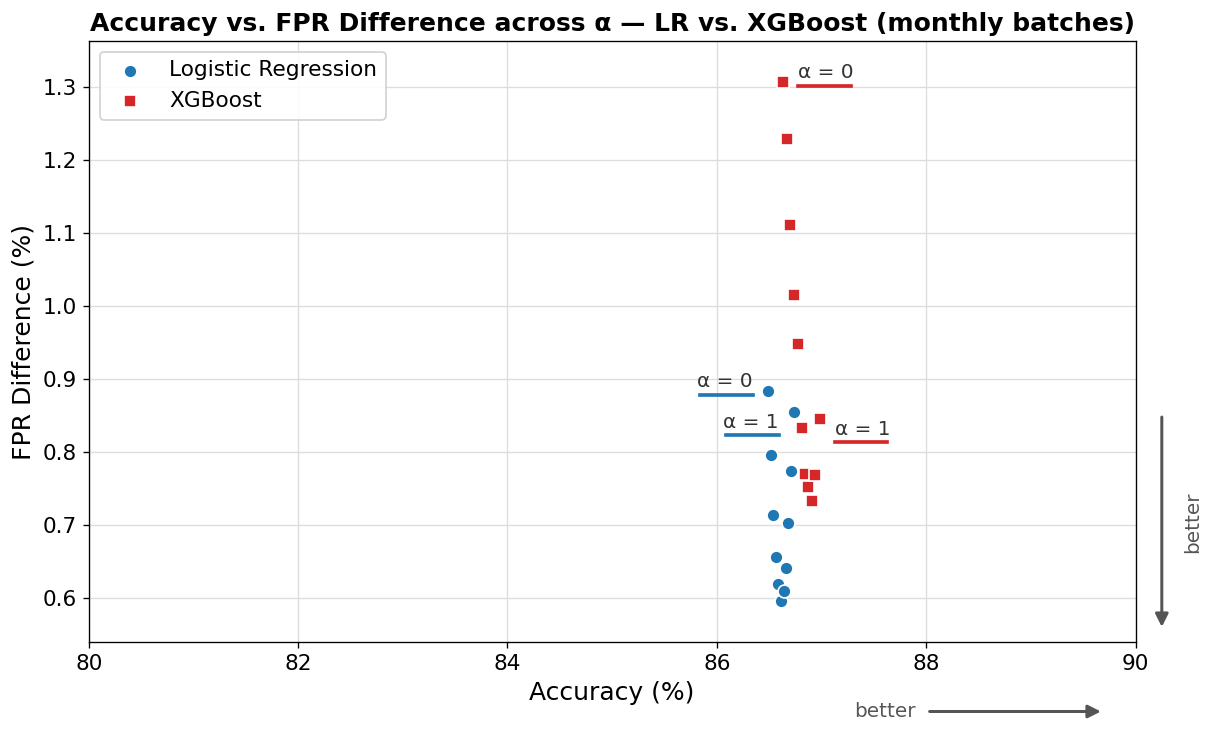 Accuracy vs. FPR Difference across α — LR vs. XGBoost (monthly batches)
Logistic Regression
XGBoost
α = 0
α = 0
α = 1
α = 1
1.3
1.2
1.1
1.0
0.9
0.8
0.7
0.6
FPR Difference (%)
80
82
84
86
88
90
Accuracy (%)
better
better